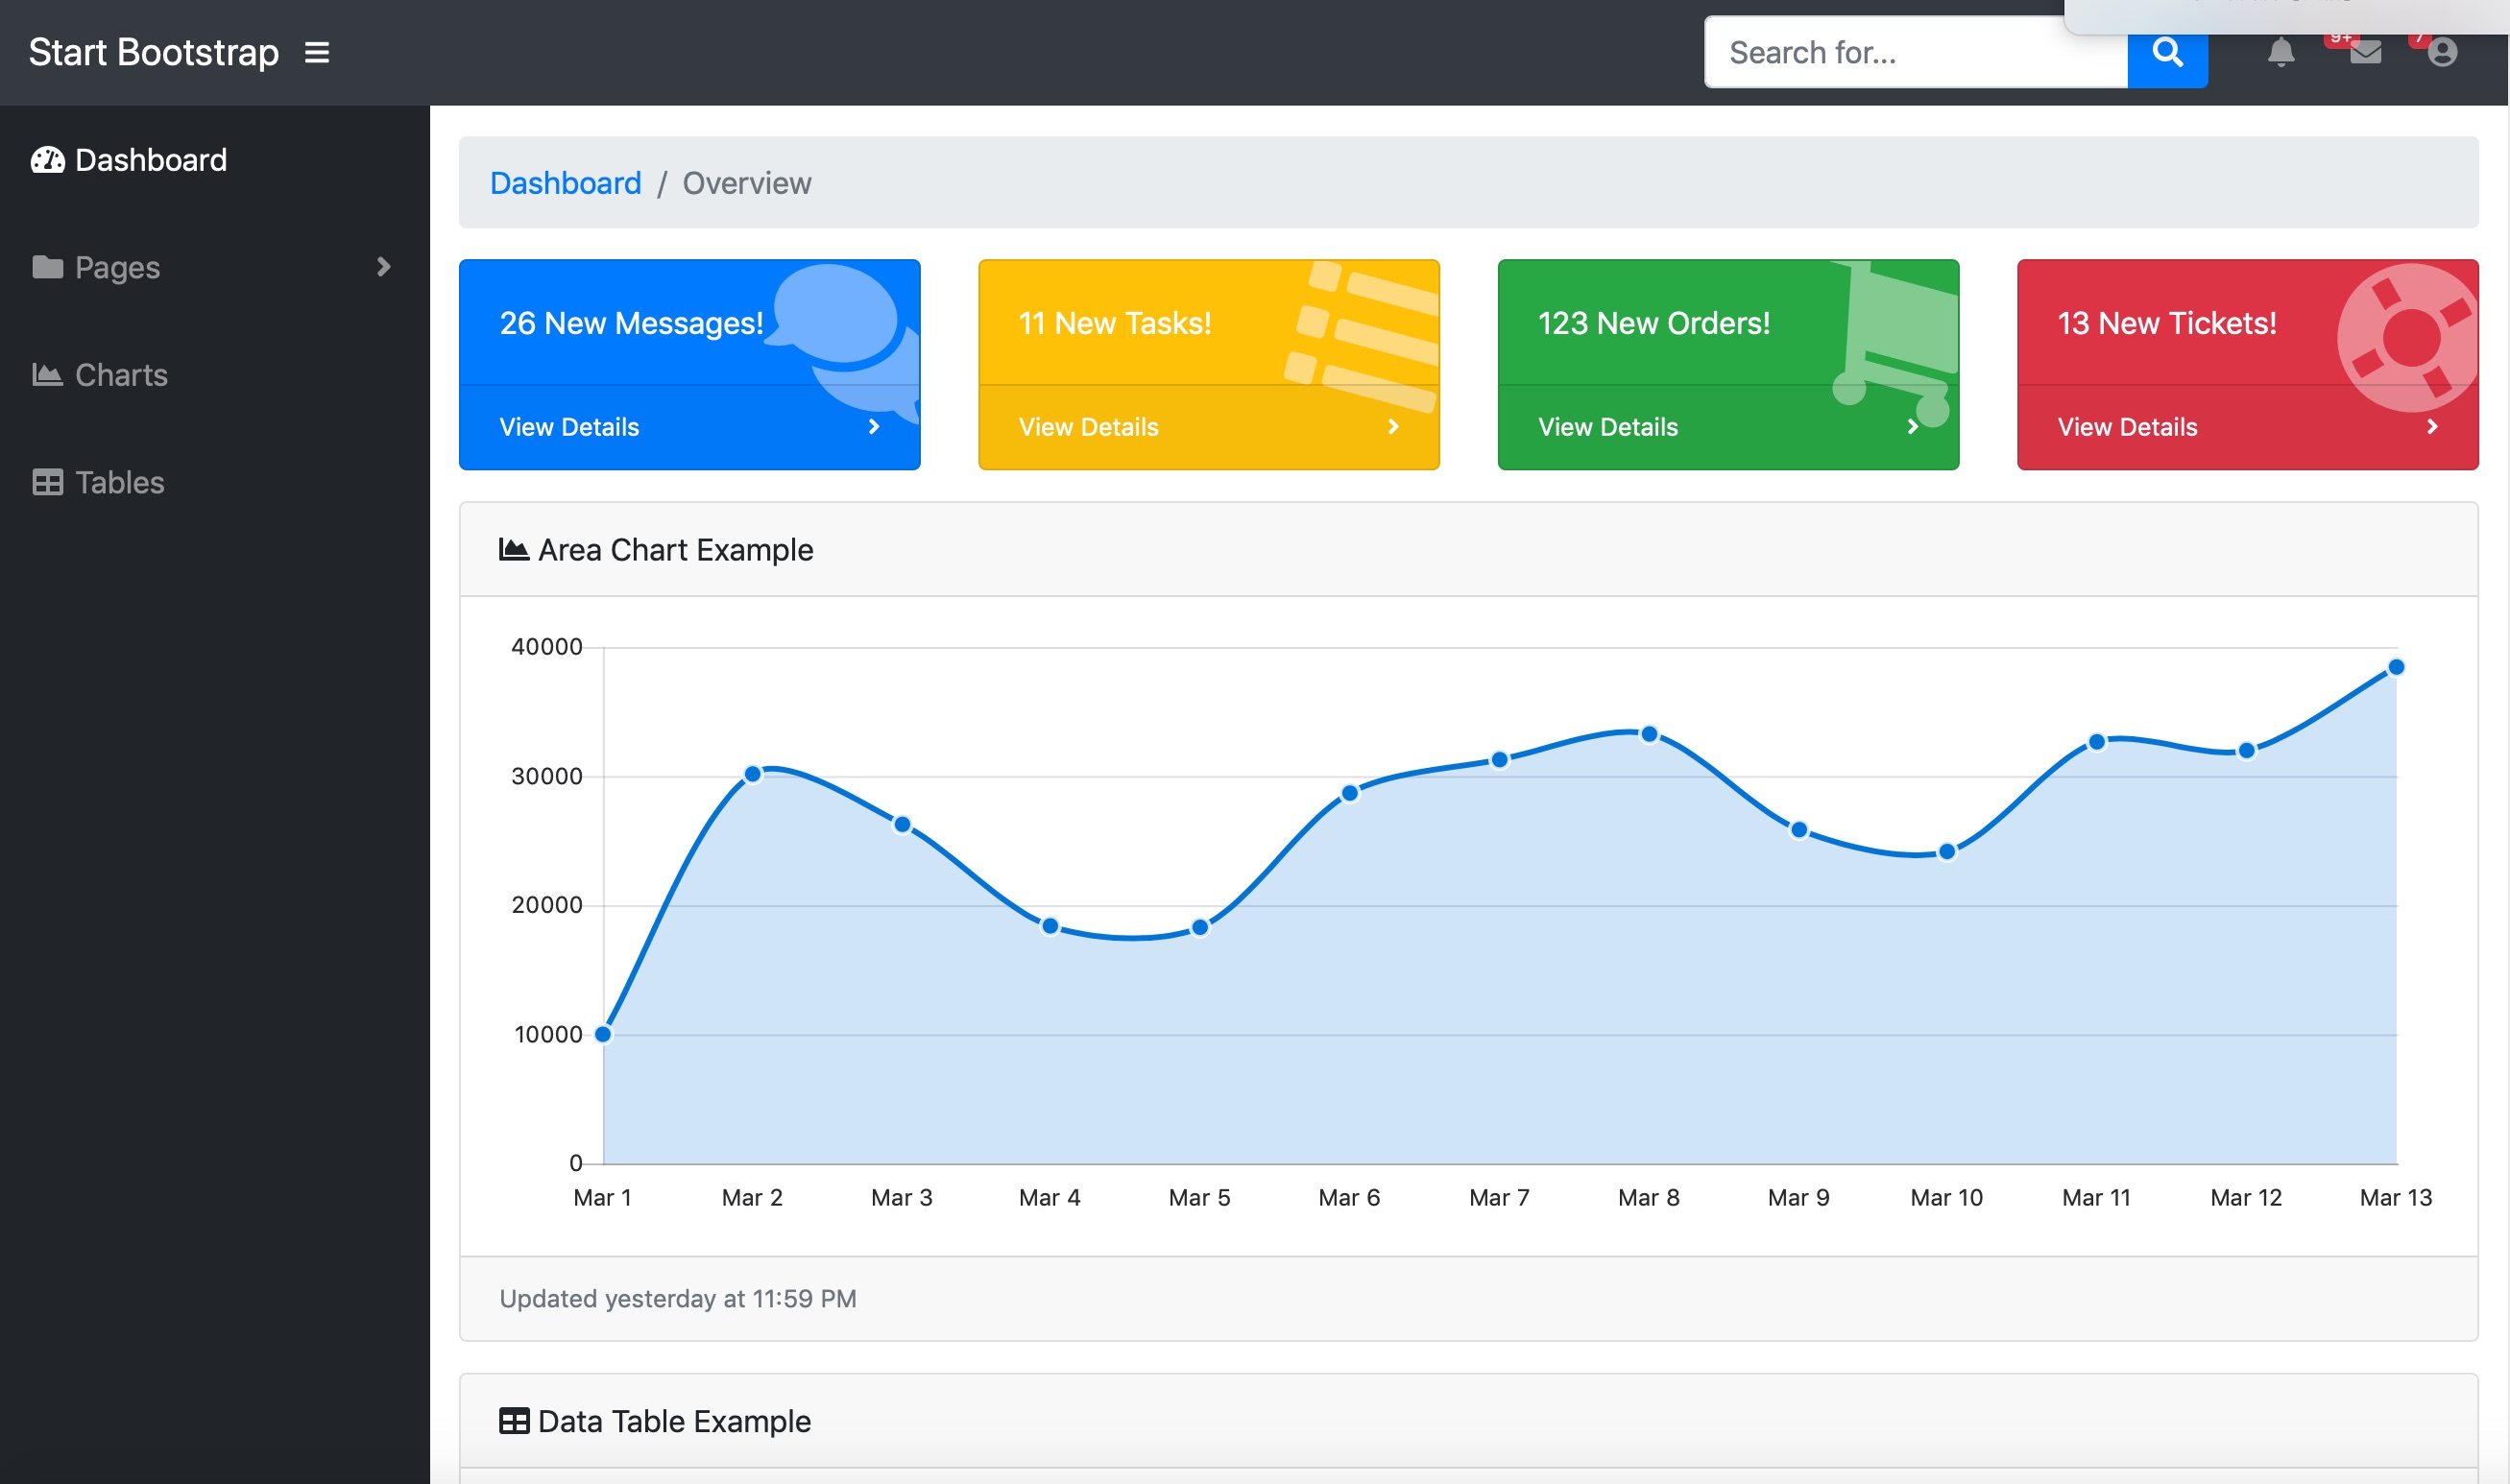 Start Bootstrap
Search for...
9+
7
Dashboard
Pages
Charts
Tables
Dashboard / Overview
26 New Messages!
View Details
11 New Tasks!
View Details
123 New Orders!
View Details
13 New Tickets!
View Details
Area Chart Example
40000
30000
20000
10000
0
Mar 1 Mar 2 Mar 3 Mar 4 Mar 5 Mar 6 Mar 7 Mar 8 Mar 9 Mar 10 Mar 11 Mar 12 Mar 13
Updated yesterday at 11:59 PM
Data Table Example